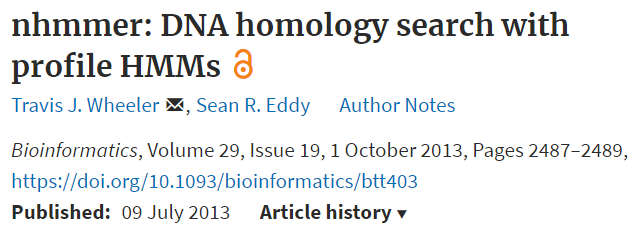 nhmmer: DNA homology search with
profile HMMs
Travis J. Wheeler, Sean R. Eddy Author Notes
Bioinformatics, Volume 29, Issue 19, 1 October 2013, Pages 2487–2489,
https://doi.org/10.1093/bioinformatics/btt403
Published: 09 July 2013 Article history